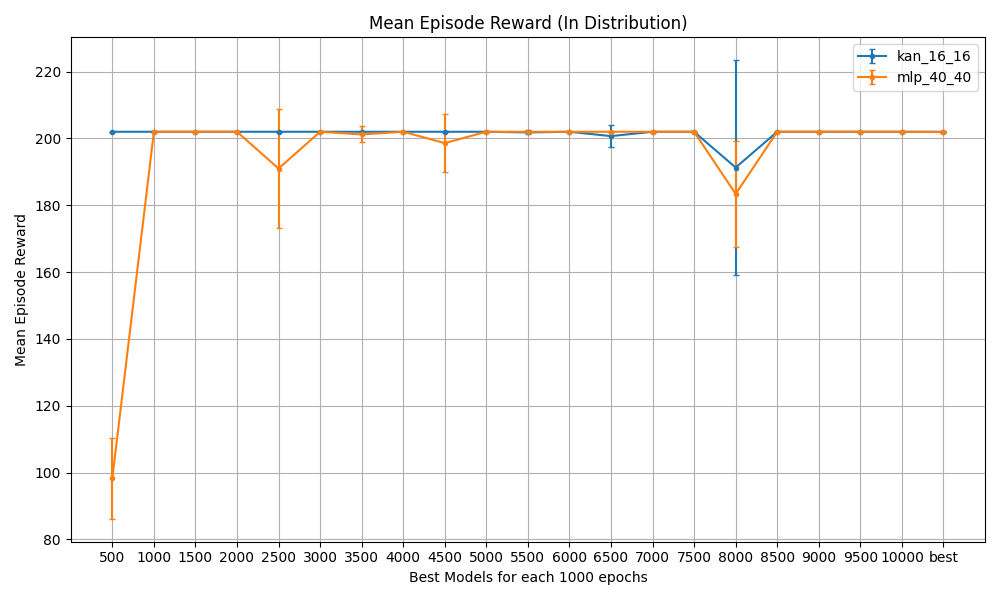 Mean Episode Reward (In Distribution)
kan_16_16
mlp_40_40
Mean Episode Reward
220
200
180
160
140
120
100
80
500 1000 1500 2000 2500 3000 3500 4000 4500 5000 5500 6000 6500 7000 7500 8000 8500 9000 9500 10000 best
Best Models for each 1000 epochs